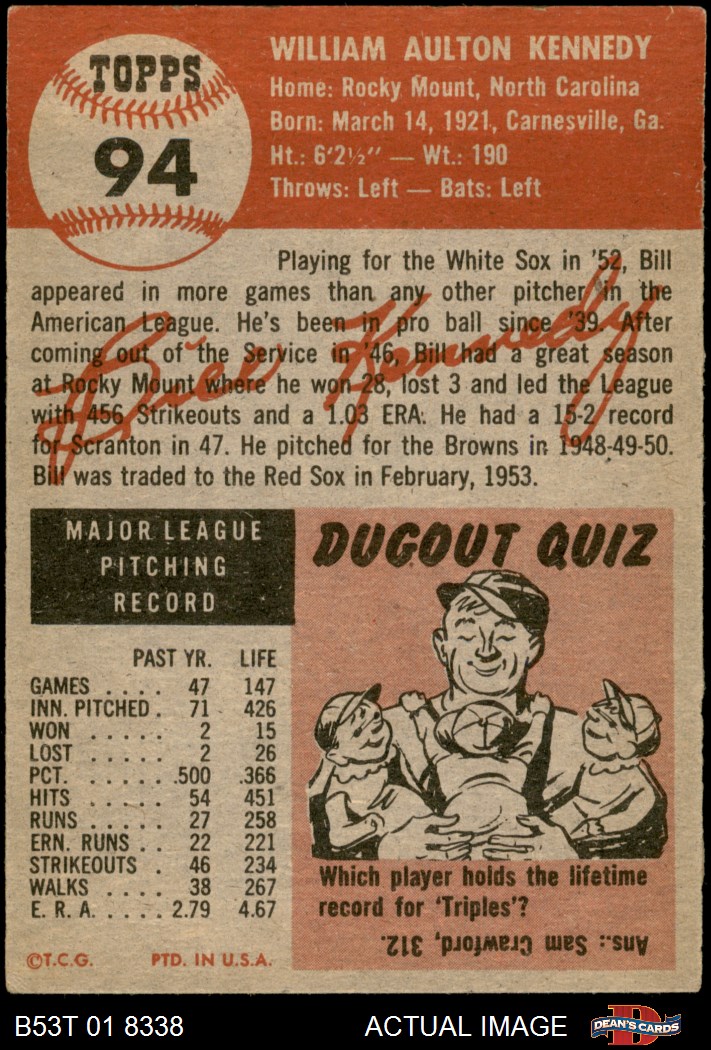 TOPPS
94
WILLIAM AULTON KENNEDY
Home: Rocky Mount, North Carolina
Born: March 14, 1921, Carnesville, Ga.
Ht.: 6'2½" — Wt.: 190
Throws: Left — Bats: Left
Playing for the White Sox in '52, Bill
appeared in more games than any other pitcher in the
American League. He's been in pro ball since '39. After
coming out of the Service in '46, Bill had a great season
at Rocky Mount where he won 28, lost 3 and led the League
with 456 Strikeouts and a 1.03 ERA. He had a 15-2 record
for Scranton in 47. He pitched for the Browns in 1948-49-50.
Bill was traded to the Red Sox in February, 1953.
Bill Kennedy
MAJOR LEAGUE
PITCHING
RECORD
PAST YR. LIFE
GAMES .... 47 147
INN. PITCHED. 71 426
WON ..... 2 15
LOST ..... 2 26
PCT. ..... .500 .366
HITS ..... 54 451
RUNS ..... 27 258
ERN. RUNS .. 22 221
STRIKEOUTS . 46 234
WALKS .... 38 267
E. R. A. ..... 2.79 4.67
©T.C.G. PTD. IN U.S.A.
DUGOUT QUIZ
Which player holds the lifetime
record for 'Triples'?
Ans.: Sam Crawford, 312.
B53T 01 8338 ACTUAL IMAGE DEAN'S CARDS